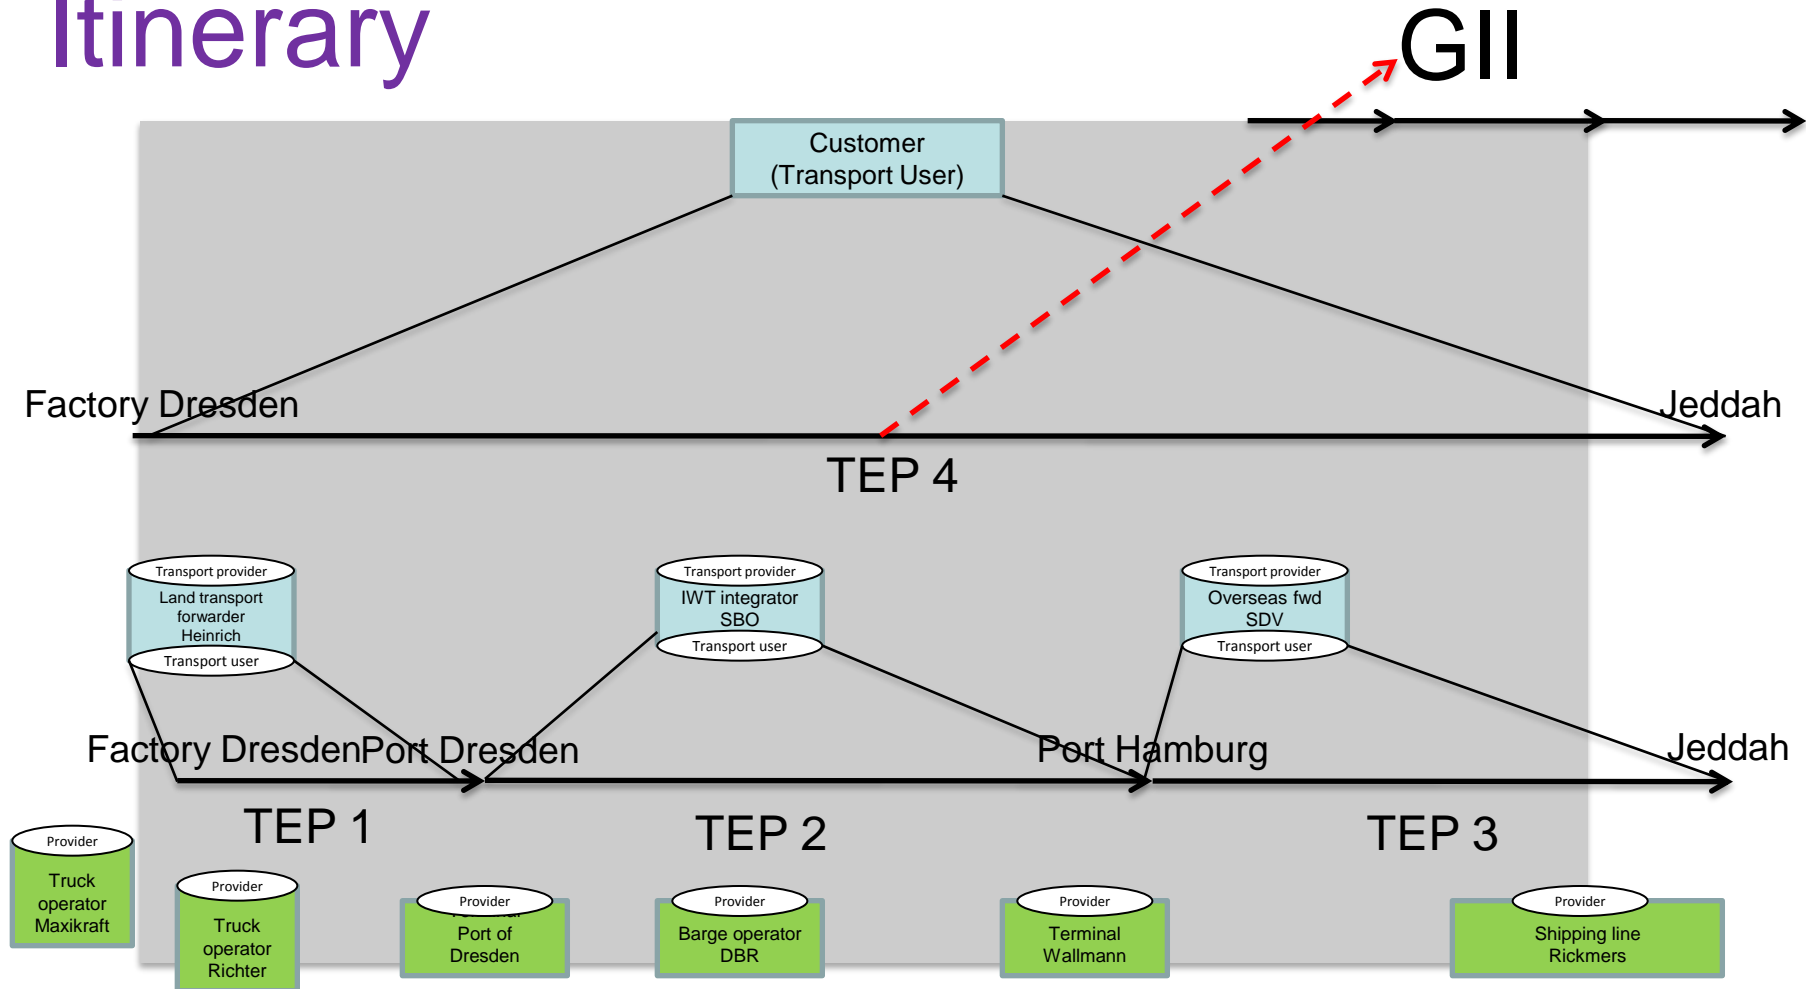 Itinerary
GII
Customer
(Transport User)
Factory Dresden
Jeddah
TEP 4
Transport provider
Land transport
forwarder
Heinrich
Transport user
Transport provider
IWT integrator
SBO
Transport user
Transport provider
Overseas fwd
SDV
Transport user
Factory Dresden
Port Dresden
Port Hamburg
Jeddah
TEP 1
TEP 2
TEP 3
Provider
Truck
operator
Maxikraft
Provider
Truck
operator
Richter
Provider
Port of
Dresden
Provider
Barge operator
DBR
Provider
Terminal
Wallmann
Provider
Shipping line
Rickmers